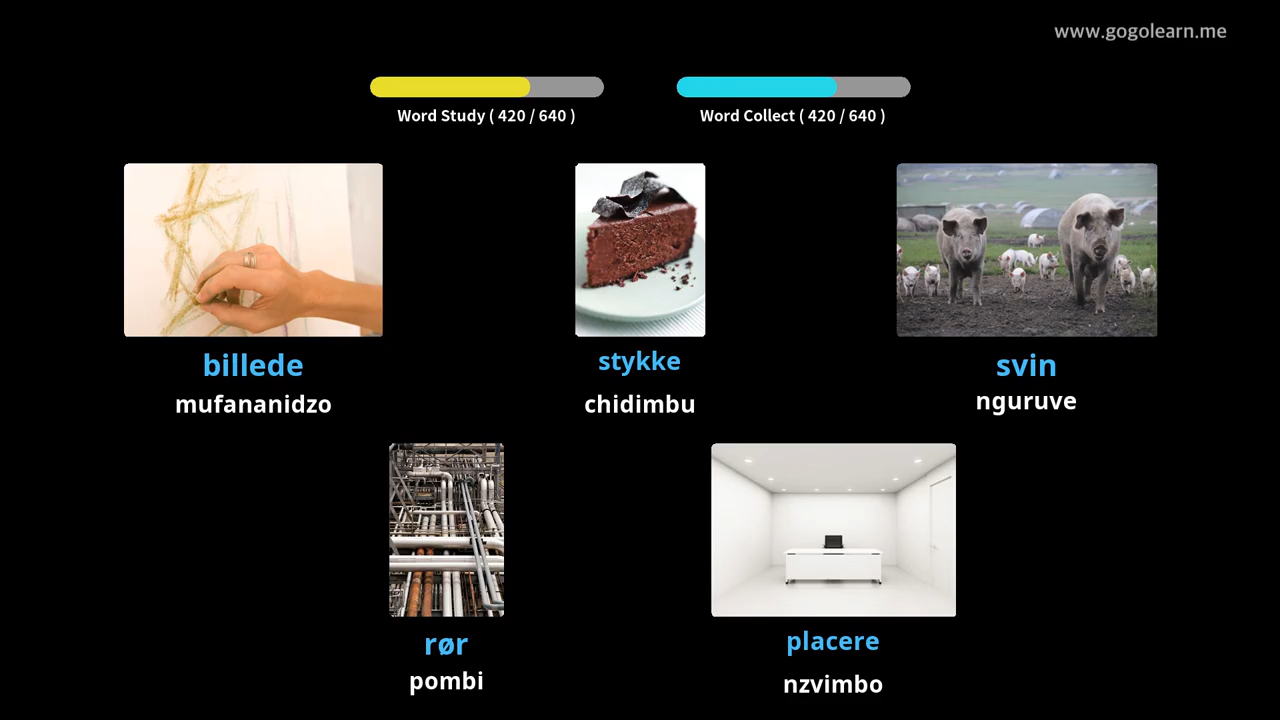 www.gogolearn.me
Word Study ( 420 / 640 )
Word Collect ( 420 / 640 )
billede
mufananidzo
stykke
chidimbu
svin
nguruve
rør
pombi
placere
nzvimbo